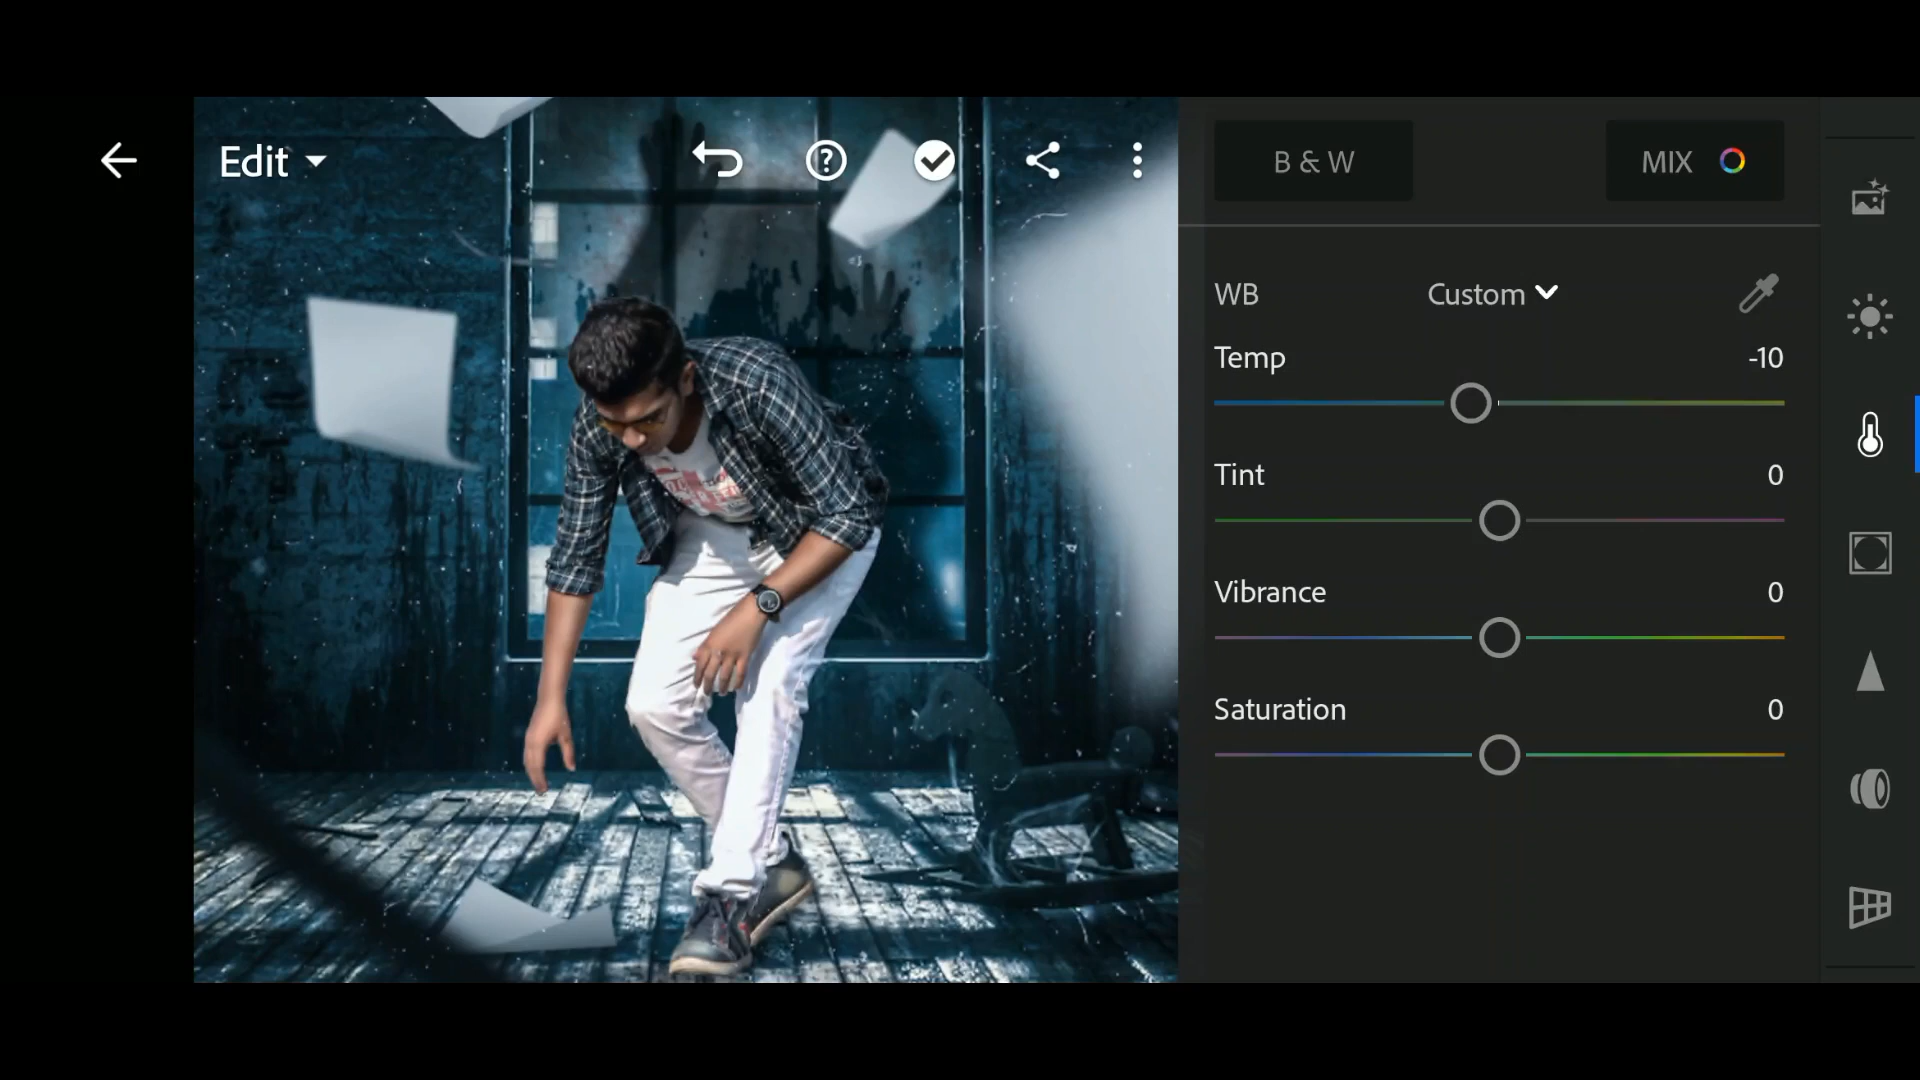 Edit
B & W
MIX
WB
Custom
Temp
-10
Tint
0
Vibrance
0
Saturation
0